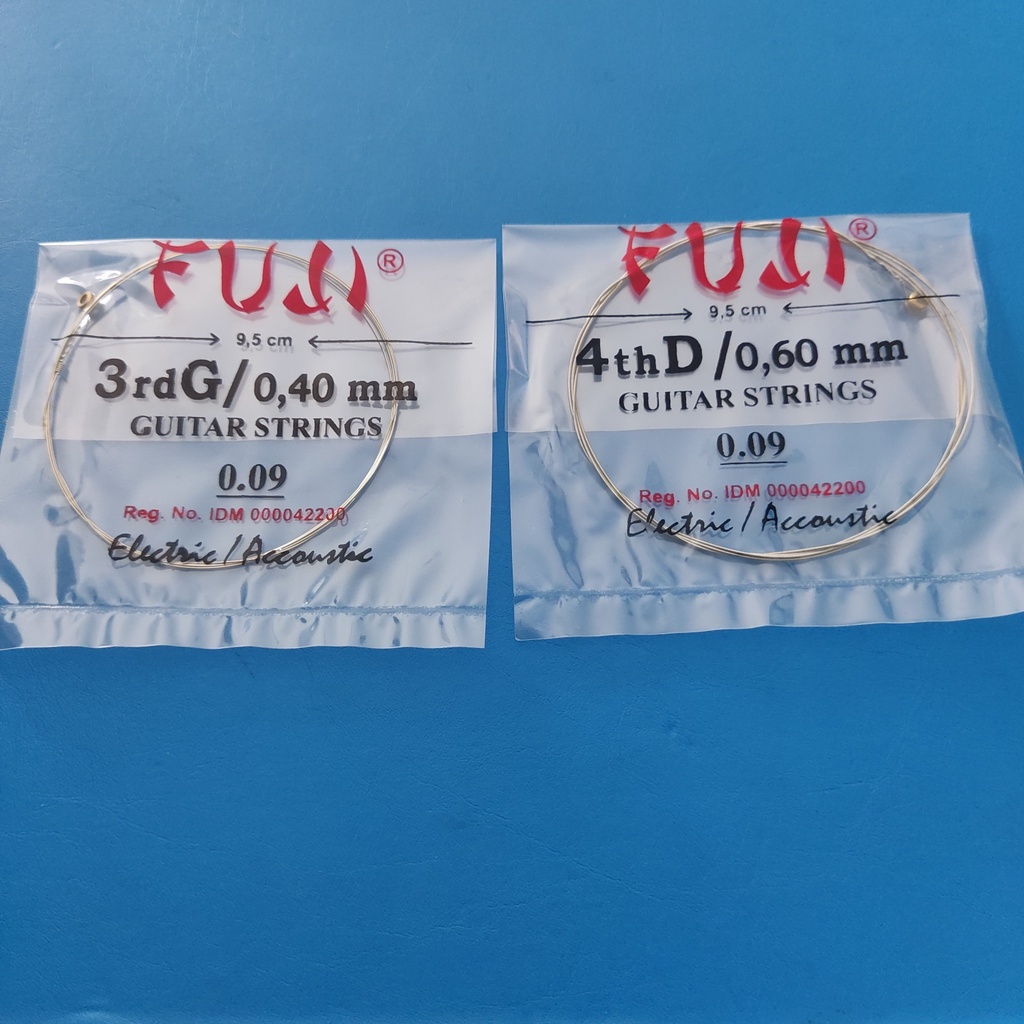 FUJI ®
9,5 cm
3rdG/0,40 mm
GUITAR STRINGS
0.09
Reg. No. IDM 000042200
Electric/Accoustic
FUJI ®
9,5 cm
4thD/0,60 mm
GUITAR STRINGS
0.09
Reg. No. IDM 000042200
Electric/Accoustic